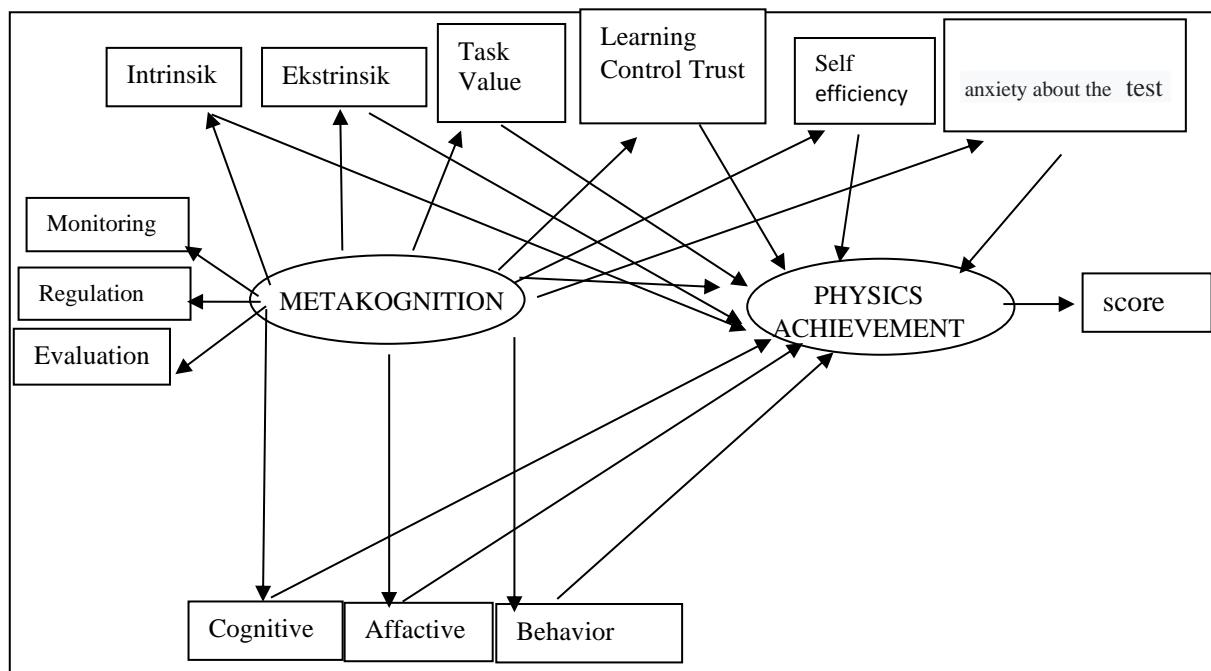 Intrinsik
Ekstrinsik
Task
Value
Learning
Control Trust
Self
efficiency
anxiety about the test
Monitoring
Regulation
Evaluation
METAKOGNITION
PHYSICS
ACHIEVEMENT
score
Cognitive
Affactive
Behavior